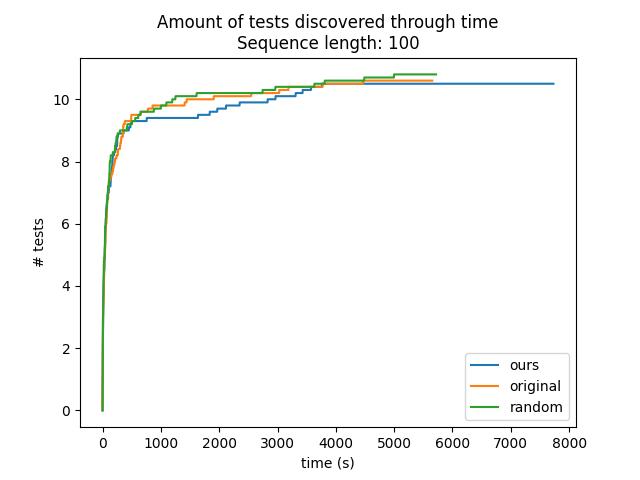 Amount of tests discovered through time
Sequence length: 100
# tests
10
8
6
4
2
0
0 1000 2000 3000 4000 5000 6000 7000 8000
time (s)
ours
original
random